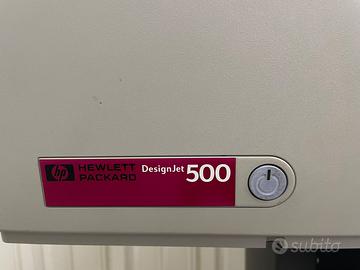 hp HEWLETT
PACKARD
DesignJet 500
subito